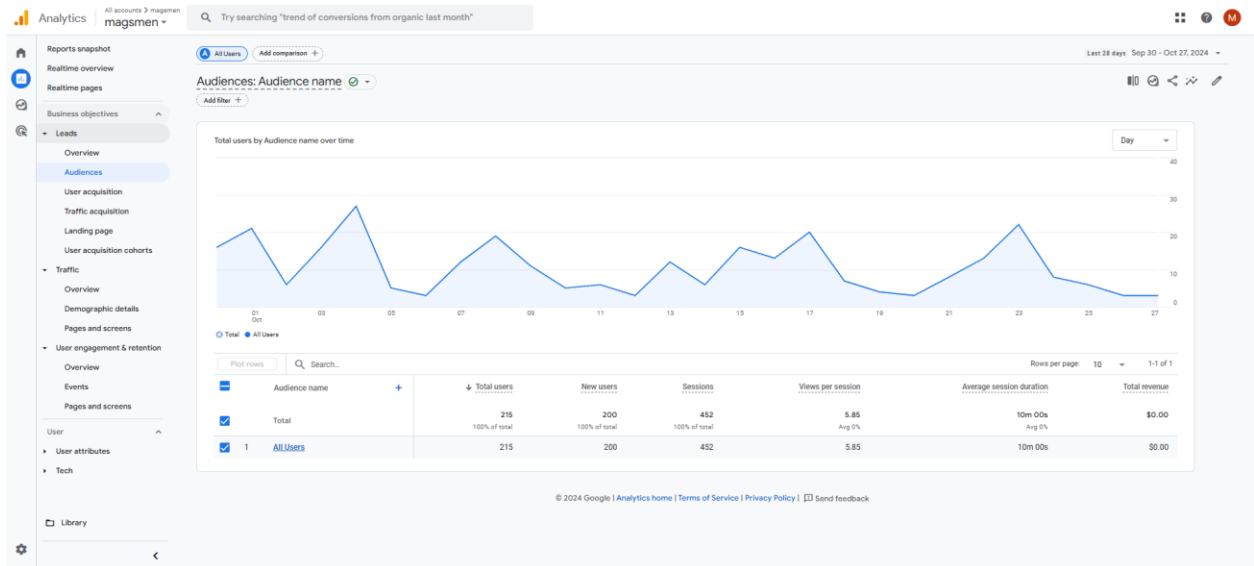 Analytics
All accounts > magsmen
magsmen
Try searching "trend of conversions from organic last month"
M
Reports snapshot
Realtime overview
Realtime pages
Business objectives
Leads
Overview
Audiences
User acquisition
Traffic acquisition
Landing page
User acquisition cohorts
Traffic
Overview
Demographic details
Pages and screens
User engagement & retention
Overview
Events
Pages and screens
User
User attributes
Tech
Library
A All Users
Add comparison +
Last 28 days Sep 30 - Oct 27, 2024
Audiences: Audience name
Add filter +
Total users by Audience name over time
Day
40
30
20
10
0
01 03 05 07 09 11 13 15 17 19 21 23 25 27
Oct
Total All Users
Plot rows
Search...
Rows per page: 10 1-1 of 1
Audience name + ↓ Total users New users Sessions Views per session Average session duration Total revenue
Total 215 200 452 5.85 10m 00s $0.00
100% of total 100% of total 100% of total Avg 0% Avg 0%
1 All Users 215 200 452 5.85 10m 00s $0.00
© 2024 Google | Analytics home | Terms of Service | Privacy Policy | Send feedback